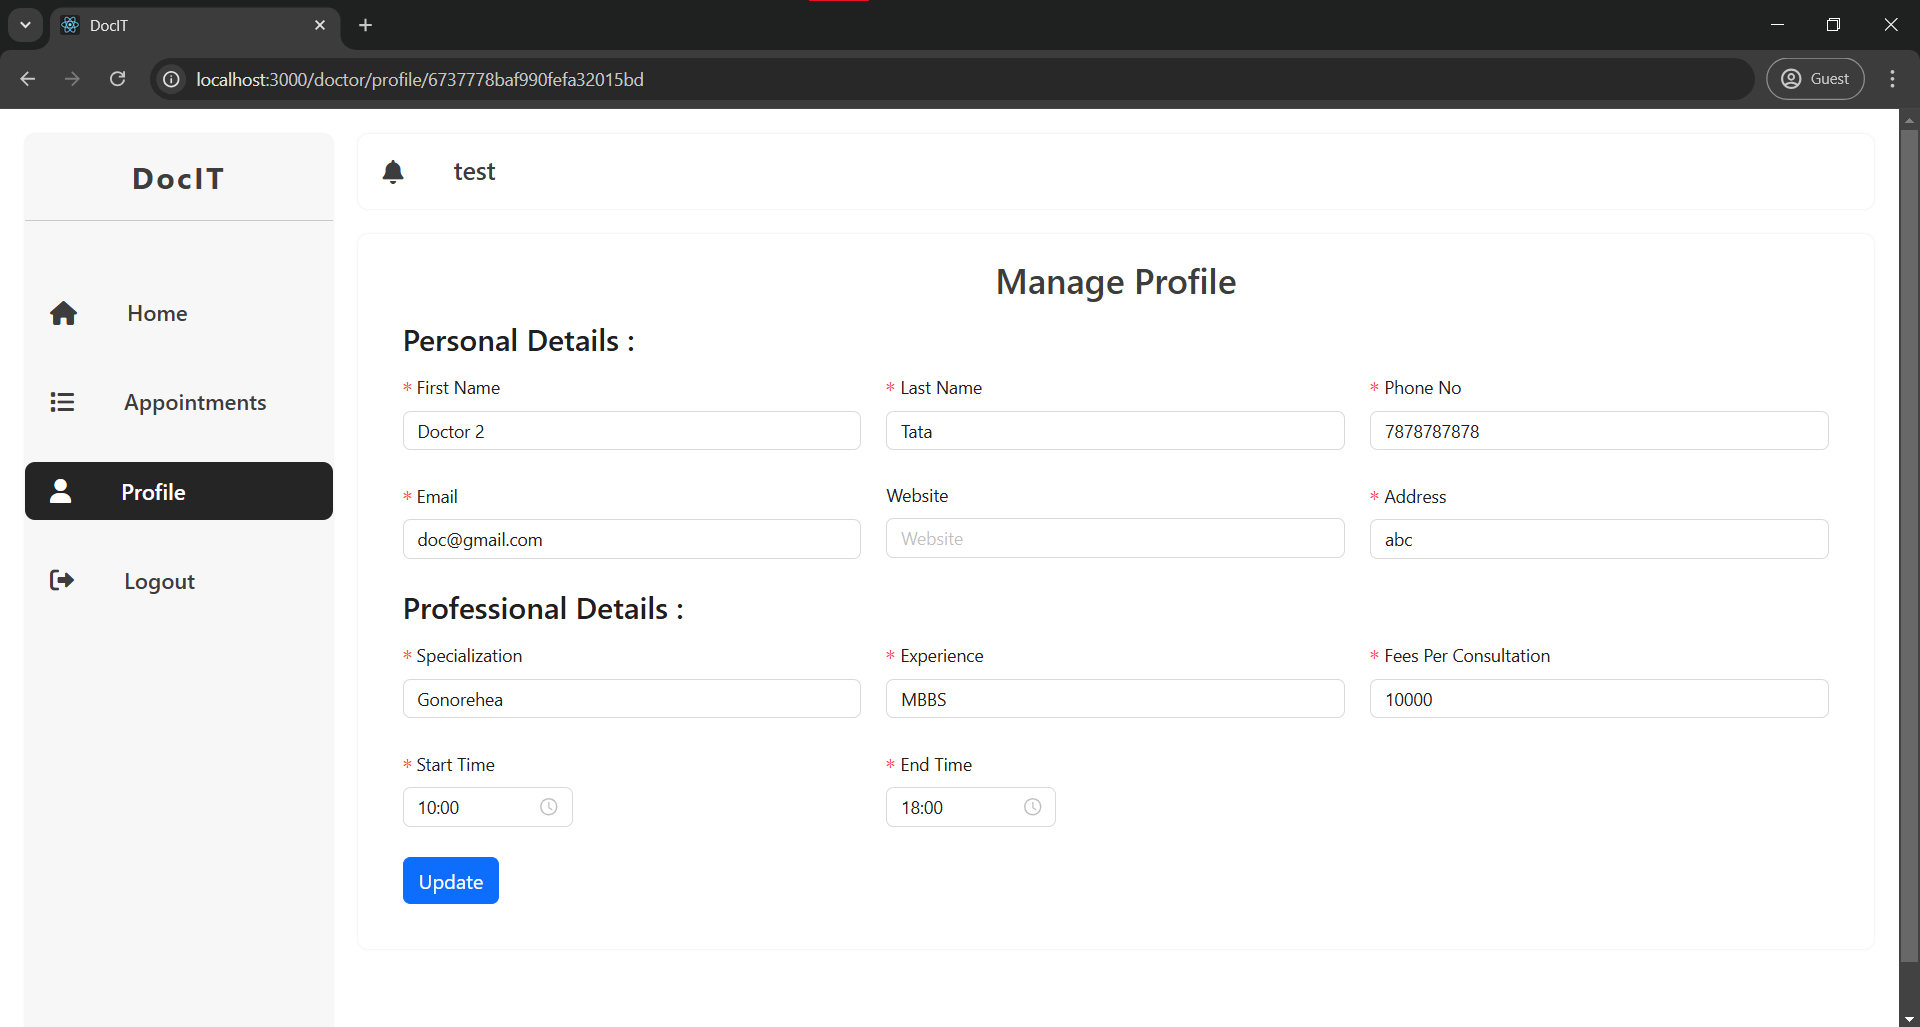 DocIT
localhost:3000/doctor/profile/6737778baf990fefa32015bd
Guest
DocIT
test
Home
Appointments
Profile
Logout
Manage Profile
Personal Details :
* First Name * Last Name * Phone No
Doctor 2 Tata 7878787878
* Email Website * Address
doc@gmail.com Website abc
Professional Details :
* Specialization * Experience * Fees Per Consultation
Gonorehea MBBS 10000
* Start Time * End Time
10:00 18:00
Update